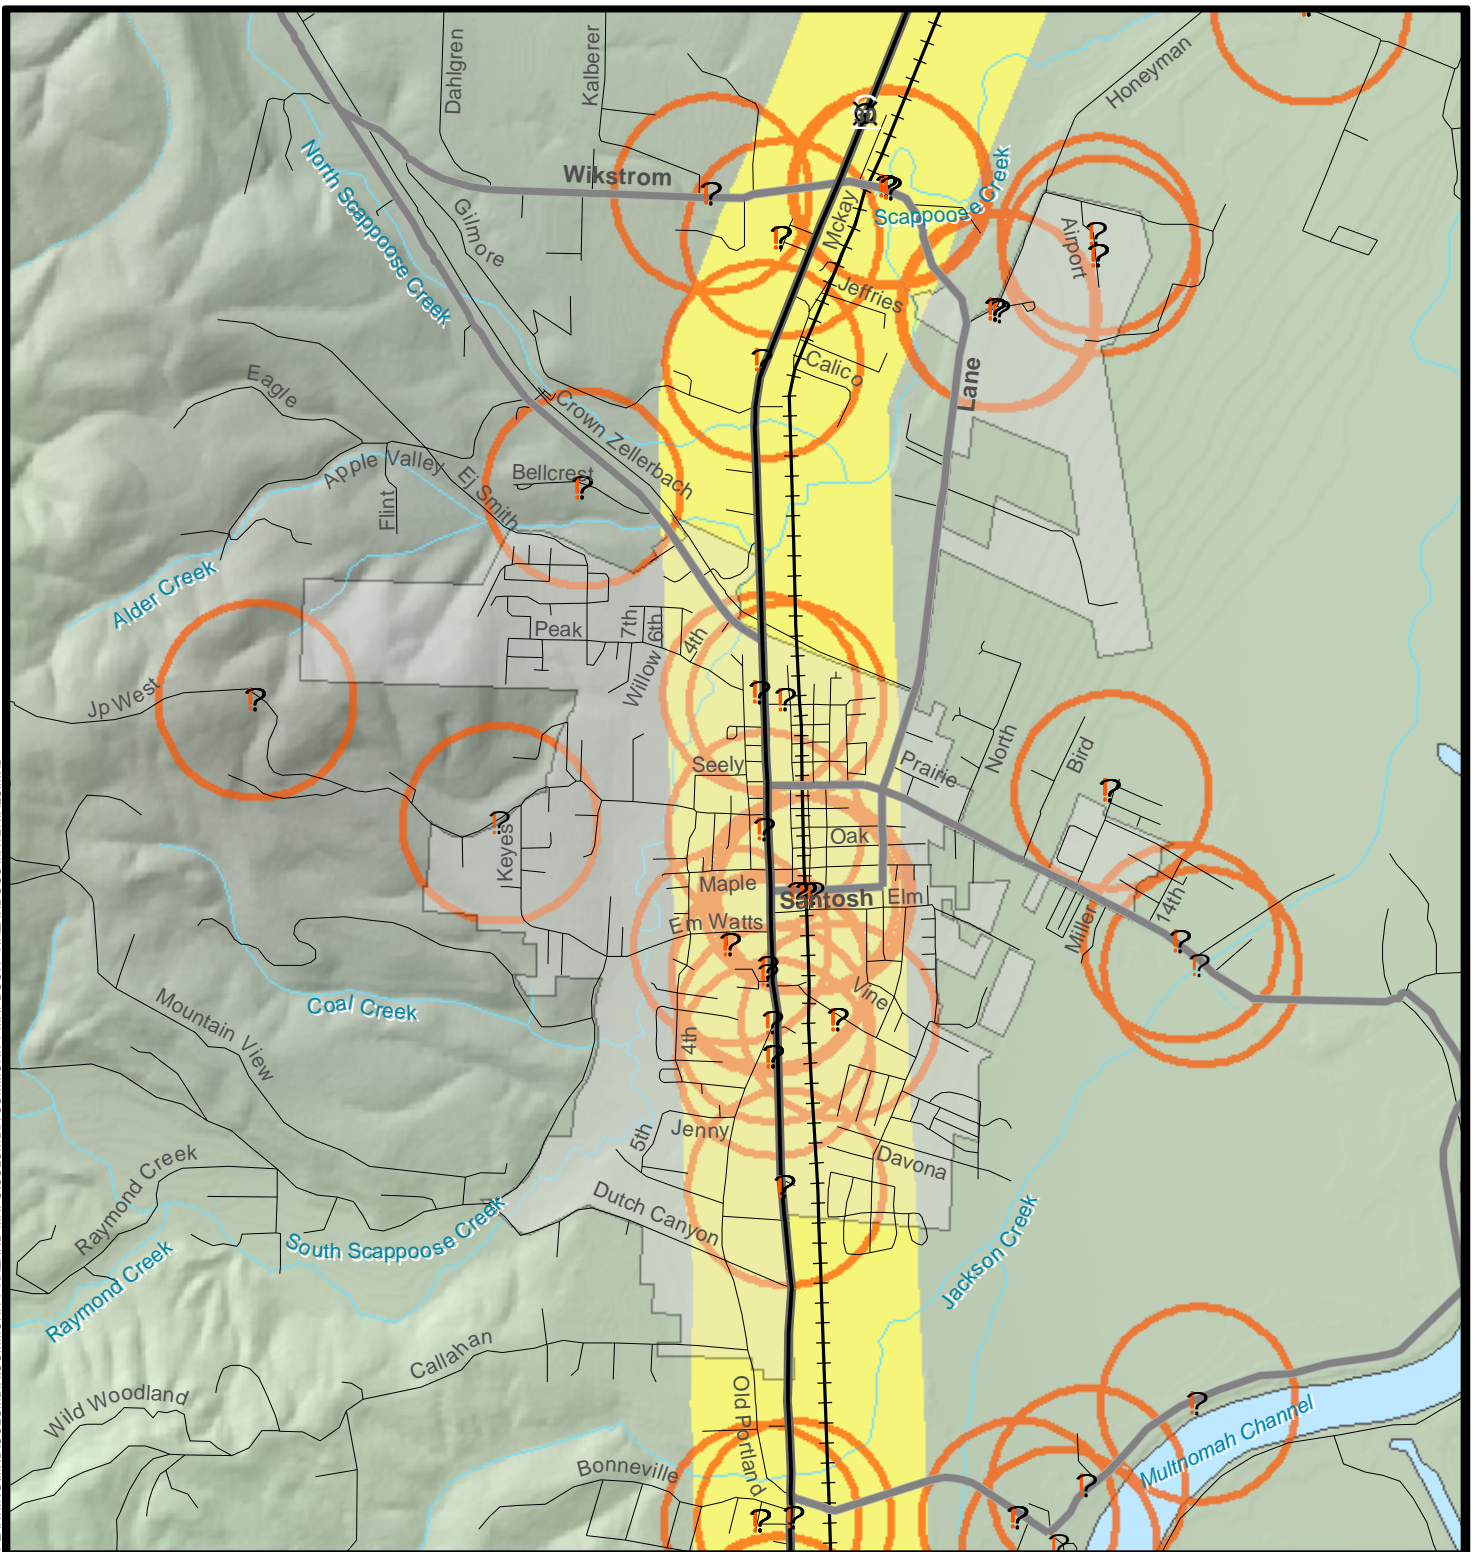 Dahlgren
Kalberer
Honeyman
Wikstrom
North Scappoose Creek
Gilmore
Mckay
Scappoose Creek
Airport
Jeffries
Calico
Lane
Eagle
Crown Zellerbach
Apple Valley
Bellcrest
Flint
Ej Smith
Alder Creek
Peak
7th
6th
4th
Willow
Jp West
Seely
Prairie
North
Bird
Keyes
Oak
Maple
Santosh
Elm
Em Watts
Miller
14th
Vine
Mountain View
Coal Creek
4th
Jenny
5th
Davona
Raymond Creek
Dutch Canyon
South Scappoose Creek
Raymond Creek
Jackson Creek
Callahan
Wild Woodland
Old Portland
Bonneville
Multnomah Channel